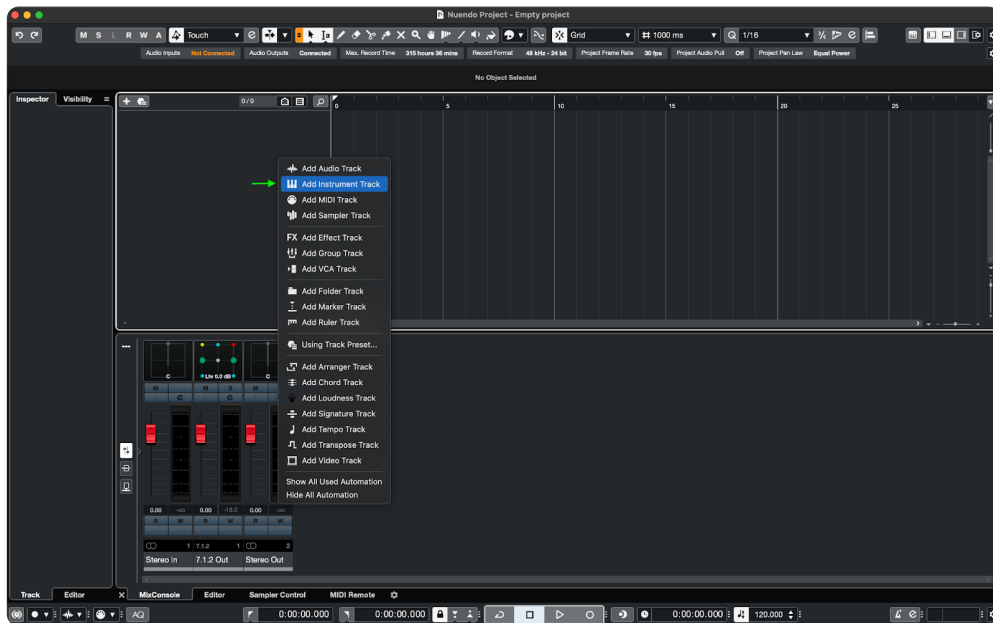 Nuendo Project - Empty project
M S L R W A Touch Grid 1000 ms Q 1/16
Audio Inputs Not Connected Audio Outputs Connected Max. Record Time 315 hours 36 mins Record Format 48 kHz - 24 bit Project Frame Rate 30 fps Project Audio Pull Off Project Pan Law Equal Power
No Object Selected
Inspector Visibility
0/0
0 5 10 15 20 25
Add Audio Track
Add Instrument Track
Add MIDI Track
Add Sampler Track
FX Add Effect Track
Add Group Track
Add VCA Track
Add Folder Track
Add Marker Track
Add Ruler Track
Using Track Preset...
Add Arranger Track
Add Chord Track
Add Loudness Track
Add Signature Track
Add Tempo Track
Add Transpose Track
Add Video Track
Show All Used Automation
Hide All Automation
C Lfe 0.0 dB C
M M S M
0.00 -oo 0.00 -18.0 0.00 -oo
R W R W R W
1 7.1.2 1 2
Stereo In 7.1.2 Out Stereo Out
Track Editor MixConsole Editor Sampler Control MIDI Remote
AQ 0:00:00.000 0:00:00.000 0:00:00.000 120.000